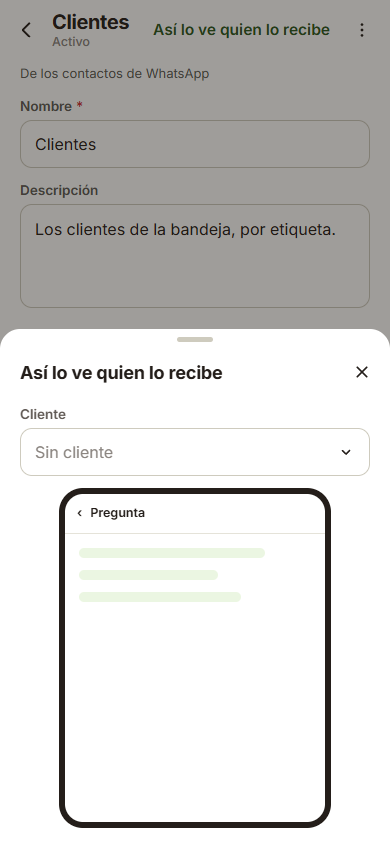 Clientes
Activo
Así lo ve quien lo recibe
De los contactos de WhatsApp
Nombre *
Clientes
Descripción
Los clientes de la bandeja, por etiqueta.
Así lo ve quien lo recibe
Cliente
Sin cliente
Pregunta